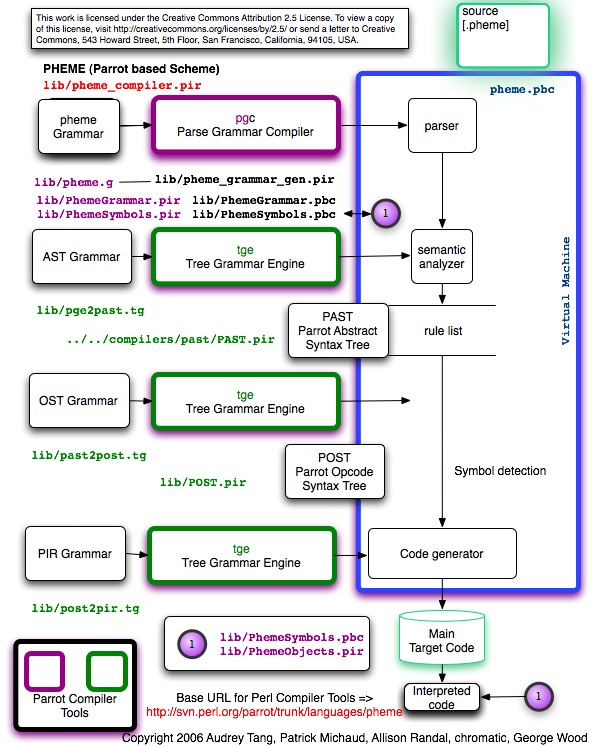 This work is licensed under the Creative Commons Attribution 2.5 License. To view a copy
of this license, visit http://creativecommons.org/licenses/by/2.5/ or send a letter to Creative
Commons, 543 Howard Street, 5th Floor, San Francisco, California, 94105, USA.
source
[.pheme]
PHEME (Parrot based Scheme)
lib/pheme_compiler.pir
pheme.pbc
pheme
Grammar
pgc
Parse Grammar Compiler
parser
lib/pheme.g
lib/pheme_grammar_gen.pir
lib/PhemeGrammar.pir lib/PhemeGrammar.pbc
lib/PhemeSymbols.pir lib/PhemeSymbols.pbc
1
AST Grammar
tge
Tree Grammar Engine
semantic
analyzer
Virtual Machine
lib/pge2past.tg
../../compilers/past/PAST.pir
PAST
Parrot Abstract
Syntax Tree
rule list
OST Grammar
tge
Tree Grammar Engine
lib/past2post.tg
lib/POST.pir
POST
Parrot Opcode
Syntax Tree
Symbol detection
PIR Grammar
tge
Tree Grammar Engine
Code generator
lib/post2pir.tg
1
lib/PhemeSymbols.pbc
lib/PhemeObjects.pir
Main
Target Code
Parrot Compiler
Tools
Interpreted
code
1
Base URL for Perl Compiler Tools =>
http://svn.perl.org/parrot/trunk/languages/pheme
Copyright 2006 Audrey Tang, Patrick Michaud, Allison Randal, chromatic, George Wood